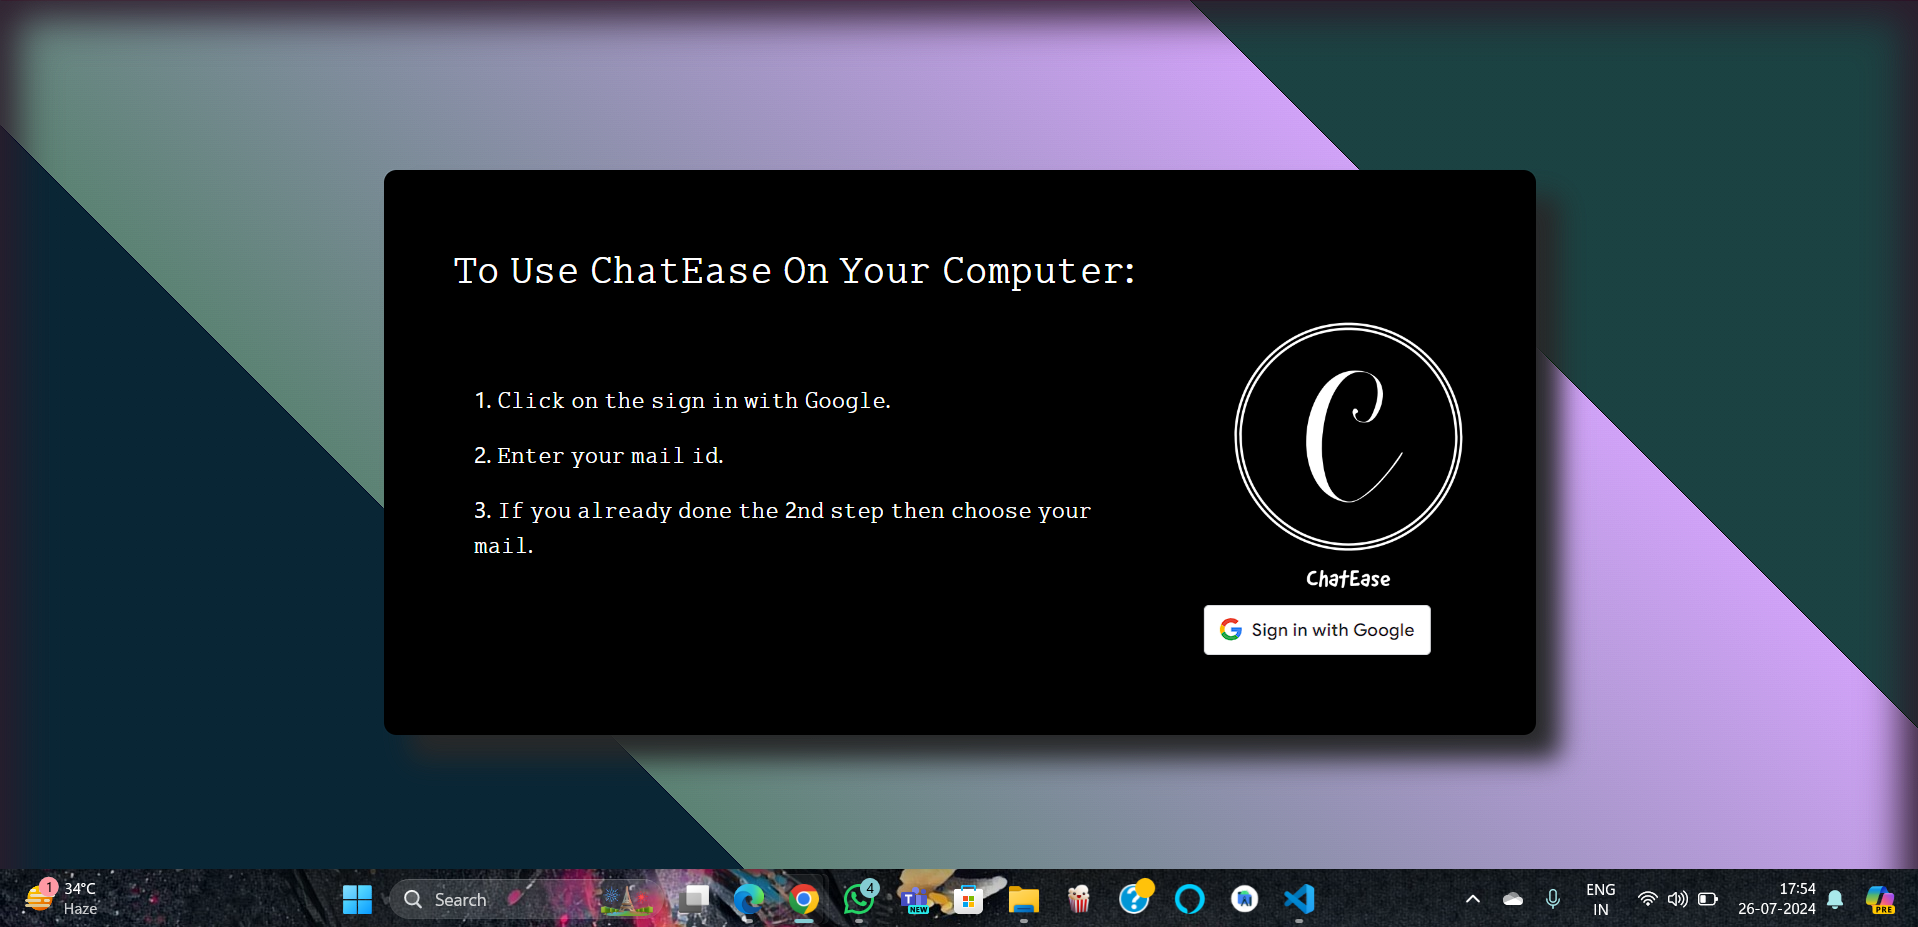 To Use ChatEase On Your Computer:
1. Click on the sign in with Google.
2. Enter your mail id.
3. If you already done the 2nd step then choose your
mail.
C
ChatEase
Sign in with Google
1
34°C
Haze
Search
4
NEW
ENG
IN
17:54
26-07-2024
PRE